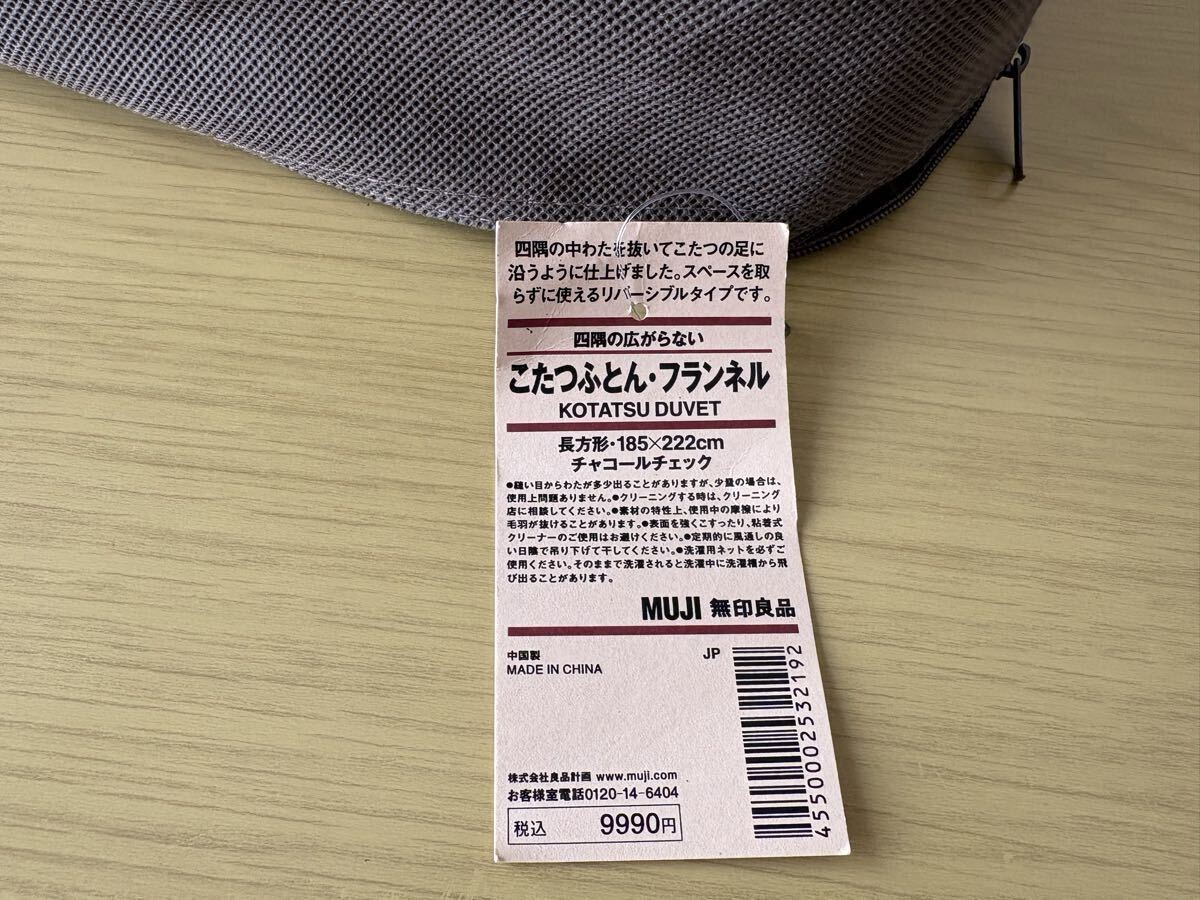 四隅の中わたを抜いてこたつの足に
沿うように仕上げました。スペースを取
らずに使えるリバーシブルタイプです。
四隅の広がらない
こたつふとん・フランネル
KOTATSU DUVET
長方形・185×222cm
チャコールチェック
●縫い目からわたが多少出ることがありますが、少量の場合は、
使用上問題ありません。●クリーニングする時は、クリーニング
店に相談してください。●素材の特性上、使用中の摩擦により
毛羽が抜けることがあります。●表面を強くこすったり、粘着式
クリーナーのご使用はお避けください。●定期的に風通しの良
い日陰で吊り下げて干してください。●洗濯用ネットを必ずご
使用ください。そのままで洗濯されると洗濯中に洗濯槽から飛
び出ることがあります。
MUJI 無印良品
中国製
MADE IN CHINA
JP
4550002532192
株式会社良品計画 www.muji.com
お客様室電話0120-14-6404
税込 9990円